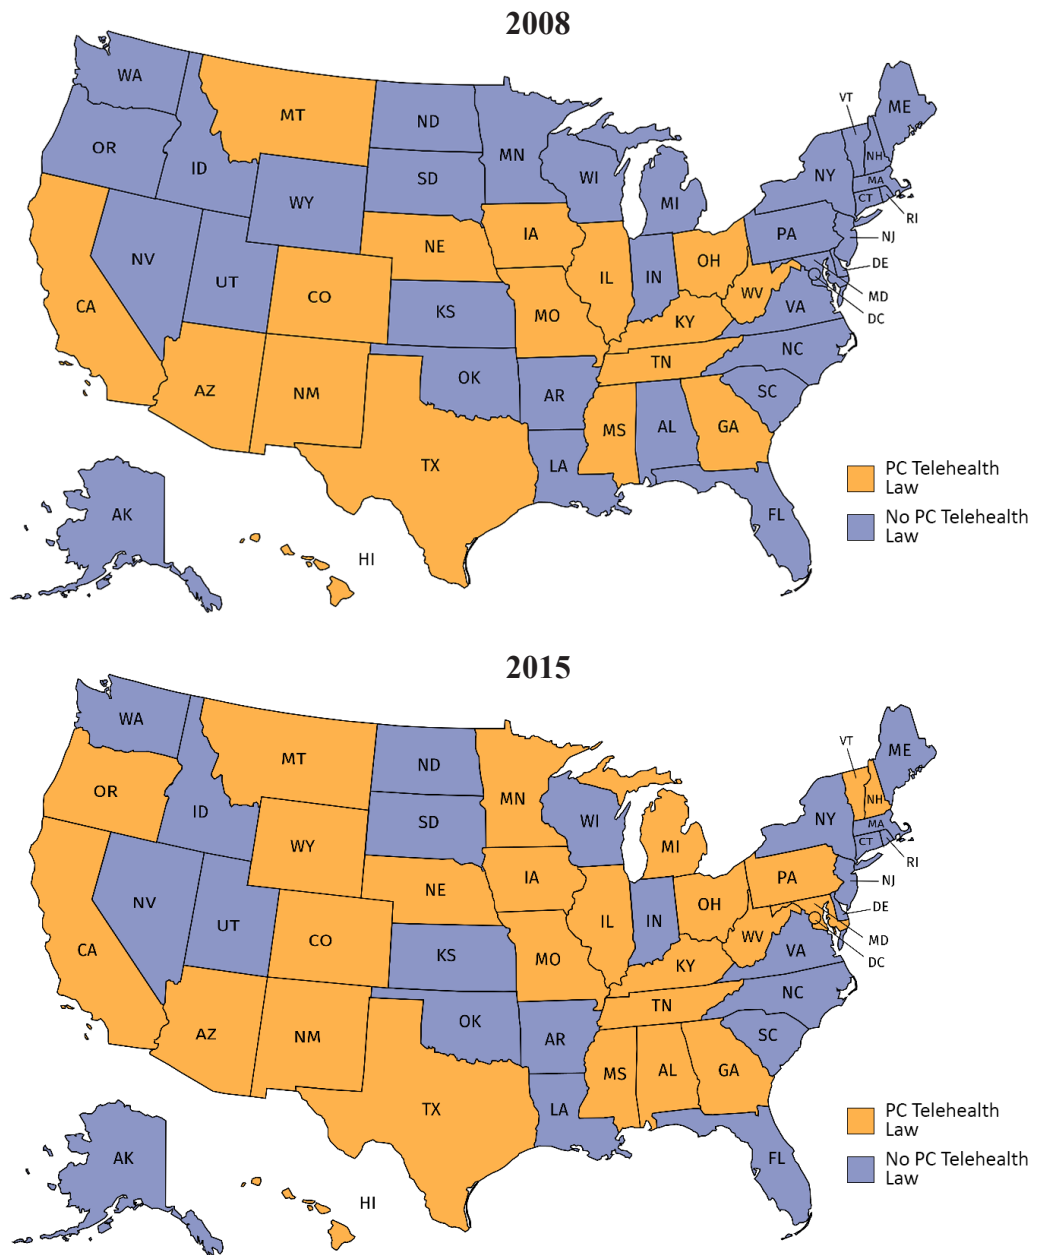 2008
WA
MT
ND
MN
VT
ME
OR
ID
SD
WI
MI
NY
NH
MA
CT
RI
WY
NE
IA
PA
NJ
NV
UT
CO
IL
IN
OH
DE
CA
KS
MO
WV
VA
MD
DC
KY
AZ
NM
OK
AR
TN
NC
SC
TX
MS
AL
GA
LA
FL
AK
HI
PC Telehealth
Law
No PC Telehealth
Law
2015
WA
MT
ND
MN
VT
ME
OR
ID
SD
WI
MI
NY
NH
MA
CT
RI
WY
NE
IA
PA
NJ
NV
UT
CO
IL
IN
OH
DE
CA
KS
MO
WV
VA
MD
DC
KY
AZ
NM
OK
AR
TN
NC
SC
TX
MS
AL
GA
LA
FL
AK
HI
PC Telehealth
Law
No PC Telehealth
Law